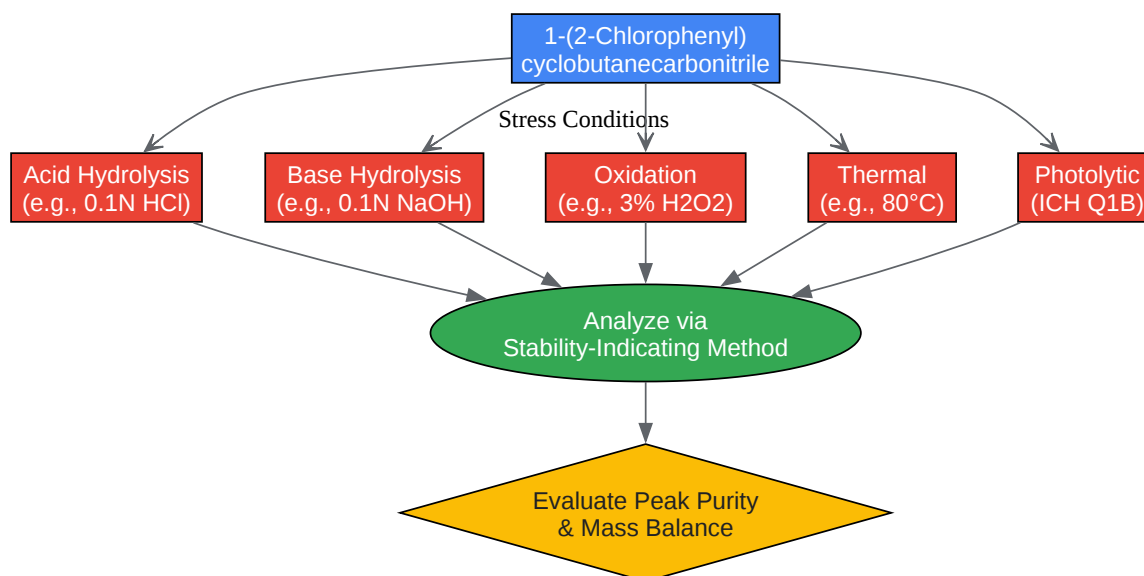 1-(2-Chlorophenyl)
cyclobutanecarbonitrile
Stress Conditions
Acid Hydrolysis
(e.g., 0.1N HCl)
Base Hydrolysis
(e.g., 0.1N NaOH)
Oxidation
(e.g., 3% H2O2)
Thermal
(e.g., 80°C)
Photolytic
(ICH Q1B)
Analyze via
Stability-Indicating Method
Evaluate Peak Purity
& Mass Balance